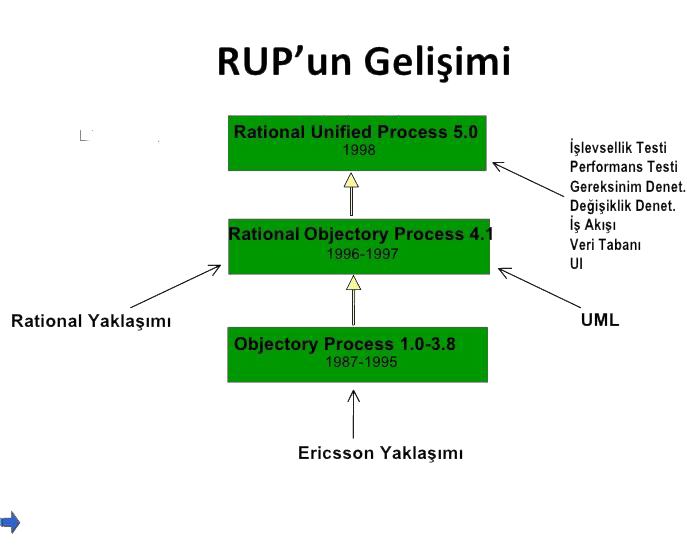 RUP’un Gelişimi
Rational Unified Process 5.0
1998
İşlevsellik Testi
Performans Testi
Gereksinim Denet.
Değişiklik Denet.
İş Akışı
Veri Tabanı
UI
Rational Objectory Process 4.1
1996-1997
Rational Yaklaşımı
UML
Objectory Process 1.0-3.8
1987-1995
Ericsson Yaklaşımı